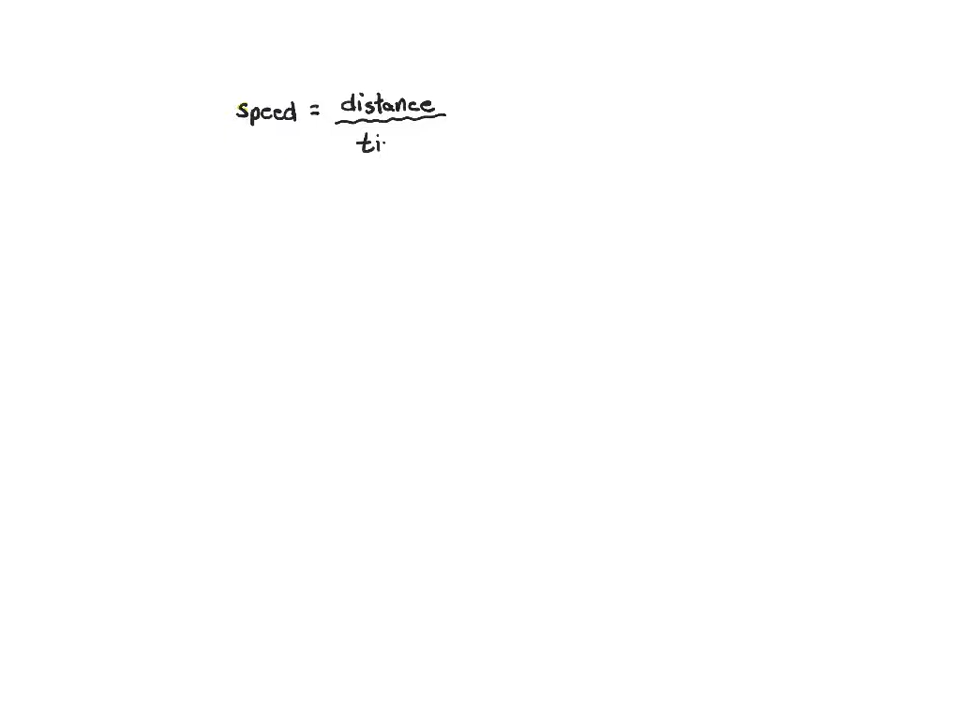 speed = distance
ti